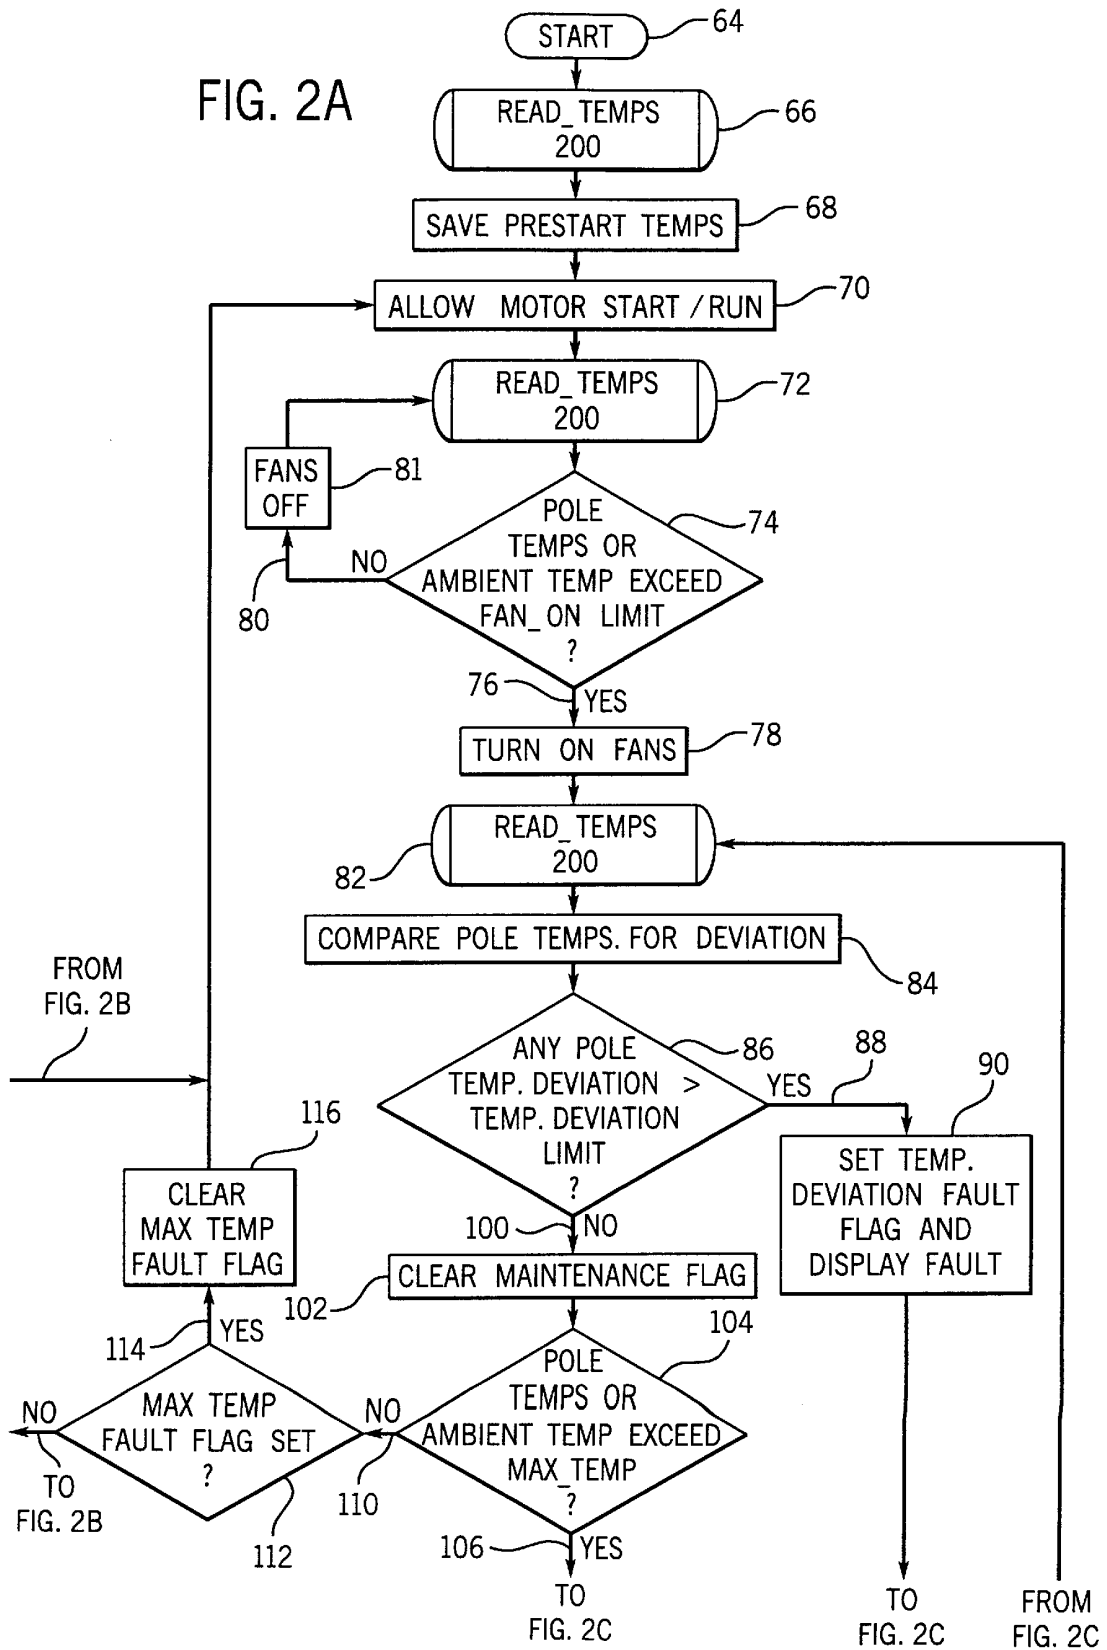 START
64
FIG. 2A
READ_TEMPS
200
66
SAVE PRESTART TEMPS
68
ALLOW MOTOR START / RUN
70
READ_TEMPS
200
72
FANS
OFF
81
POLE
TEMPS OR
AMBIENT TEMP EXCEED
FAN_ON LIMIT
?
74
NO
80
76
YES
TURN ON FANS
78
READ_TEMPS
200
82
COMPARE POLE TEMPS. FOR DEVIATION
84
FROM
FIG. 2B
ANY POLE
TEMP. DEVIATION >
TEMP. DEVIATION
LIMIT
?
86
YES
88
90
SET TEMP.
DEVIATION FAULT
FLAG AND
DISPLAY FAULT
116
CLEAR
MAX TEMP
FAULT FLAG
100
NO
CLEAR MAINTENANCE FLAG
102
114
YES
104
POLE
TEMPS OR
AMBIENT TEMP EXCEED
MAX_TEMP
?
NO
110
MAX TEMP
FAULT FLAG SET
?
112
NO
TO
FIG. 2B
106
YES
TO
FIG. 2C
TO
FIG. 2C
FROM
FIG. 2C